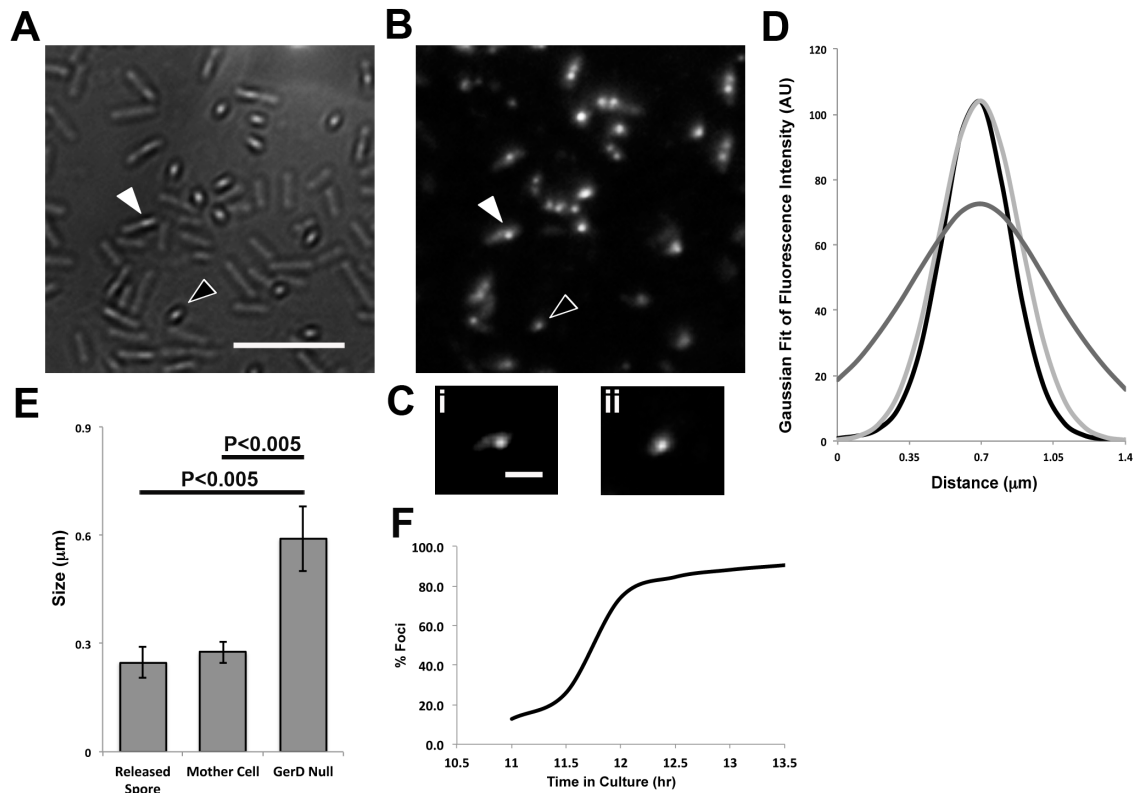 A
B
D
Gaussian Fit of Fluorescence Intensity (AU)
120
100
80
60
40
20
0
0 0.35 0.7 1.05 1.4
Distance (μm)
E
0.9
0.6
0.3
0
Size (μm)
P<0.005
P<0.005
Released Spore
Mother Cell
GerD Null
C
i
ii
F
100.0
80.0
60.0
40.0
20.0
0.0
% Foci
10.5 11 11.5 12 12.5 13 13.5
Time in Culture (hr)